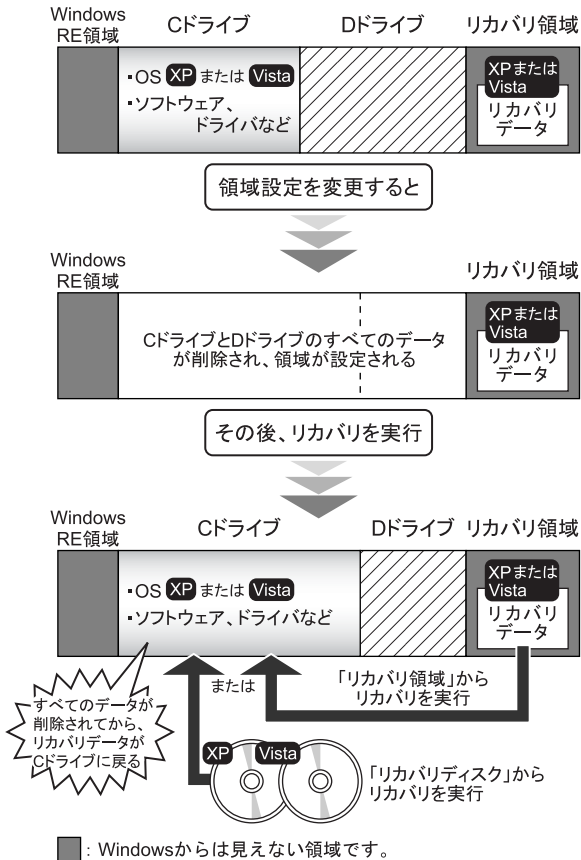 Windows
RE領域
Cドライブ
Dドライブ
リカバリ領域
▪OS XP または Vista
▪ソフトウェア、
ドライバなど
XPまたは
Vista
リカバリ
データ
領域設定を変更すると
Windows
RE領域
リカバリ領域
CドライブとDドライブのすべてのデータ
が削除され、領域が設定される
XPまたは
Vista
リカバリ
データ
その後、リカバリを実行
Windows
RE領域
Cドライブ
Dドライブ
リカバリ領域
▪OS XP または Vista
▪ソフトウェア、ドライバなど
XPまたは
Vista
リカバリ
データ
すべてのデータが
削除されてから、
リカバリデータが
Cドライブに戻る
または
「リカバリ領域」から
リカバリを実行
XP
Vista
「リカバリディスク」から
リカバリを実行
: Windowsからは見えない領域です。